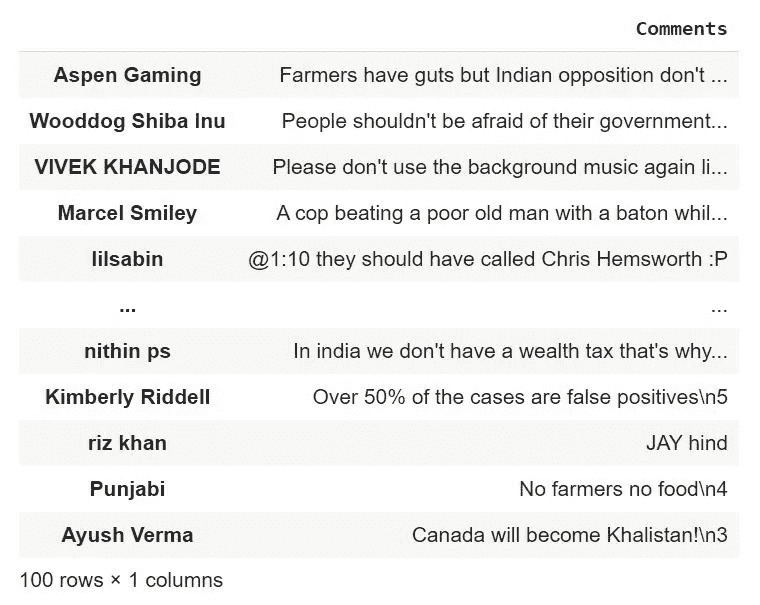 Comments
Aspen Gaming Farmers have guts but Indian opposition don't ...
Wooddog Shiba Inu People shouldn't be afraid of their government...
VIVEK KHANJODE Please don't use the background music again li...
Marcel Smiley A cop beating a poor old man with a baton whil...
lilsabin @1:10 they should have called Chris Hemsworth :P
... ...
nithin ps In india we don't have a wealth tax that's why...
Kimberly Riddell Over 50% of the cases are false positives\n5
riz khan JAY hind
Punjabi No farmers no food\n4
Ayush Verma Canada will become Khalistan!\n3
100 rows × 1 columns